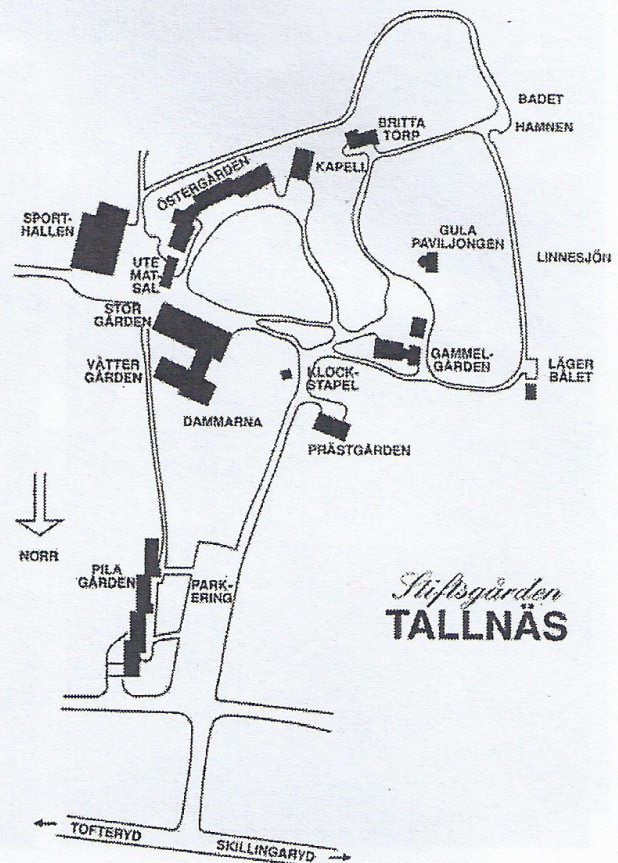 BADET
HAMNEN
BRITTA
TORP
KAPELL
ÖSTERGÅRDEN
SPORT-
HALLEN
GULA
PAVILJONGEN
LINNESJÖN
UTE
MAT-
SAL
STOR
GÅRDEN
VÄTTER
GÅRDEN
KLOCK-
STAPEL
GAMMEL-
GÅRDEN
LÄGER
BÅLET
DAMMARNA
PRÄSTGÅRDEN
NORR
PILA
GÅRDEN
PARK-
ERING
Stiftsgården
TALLNÄS
TOFTERYD
SKILLINGARYD